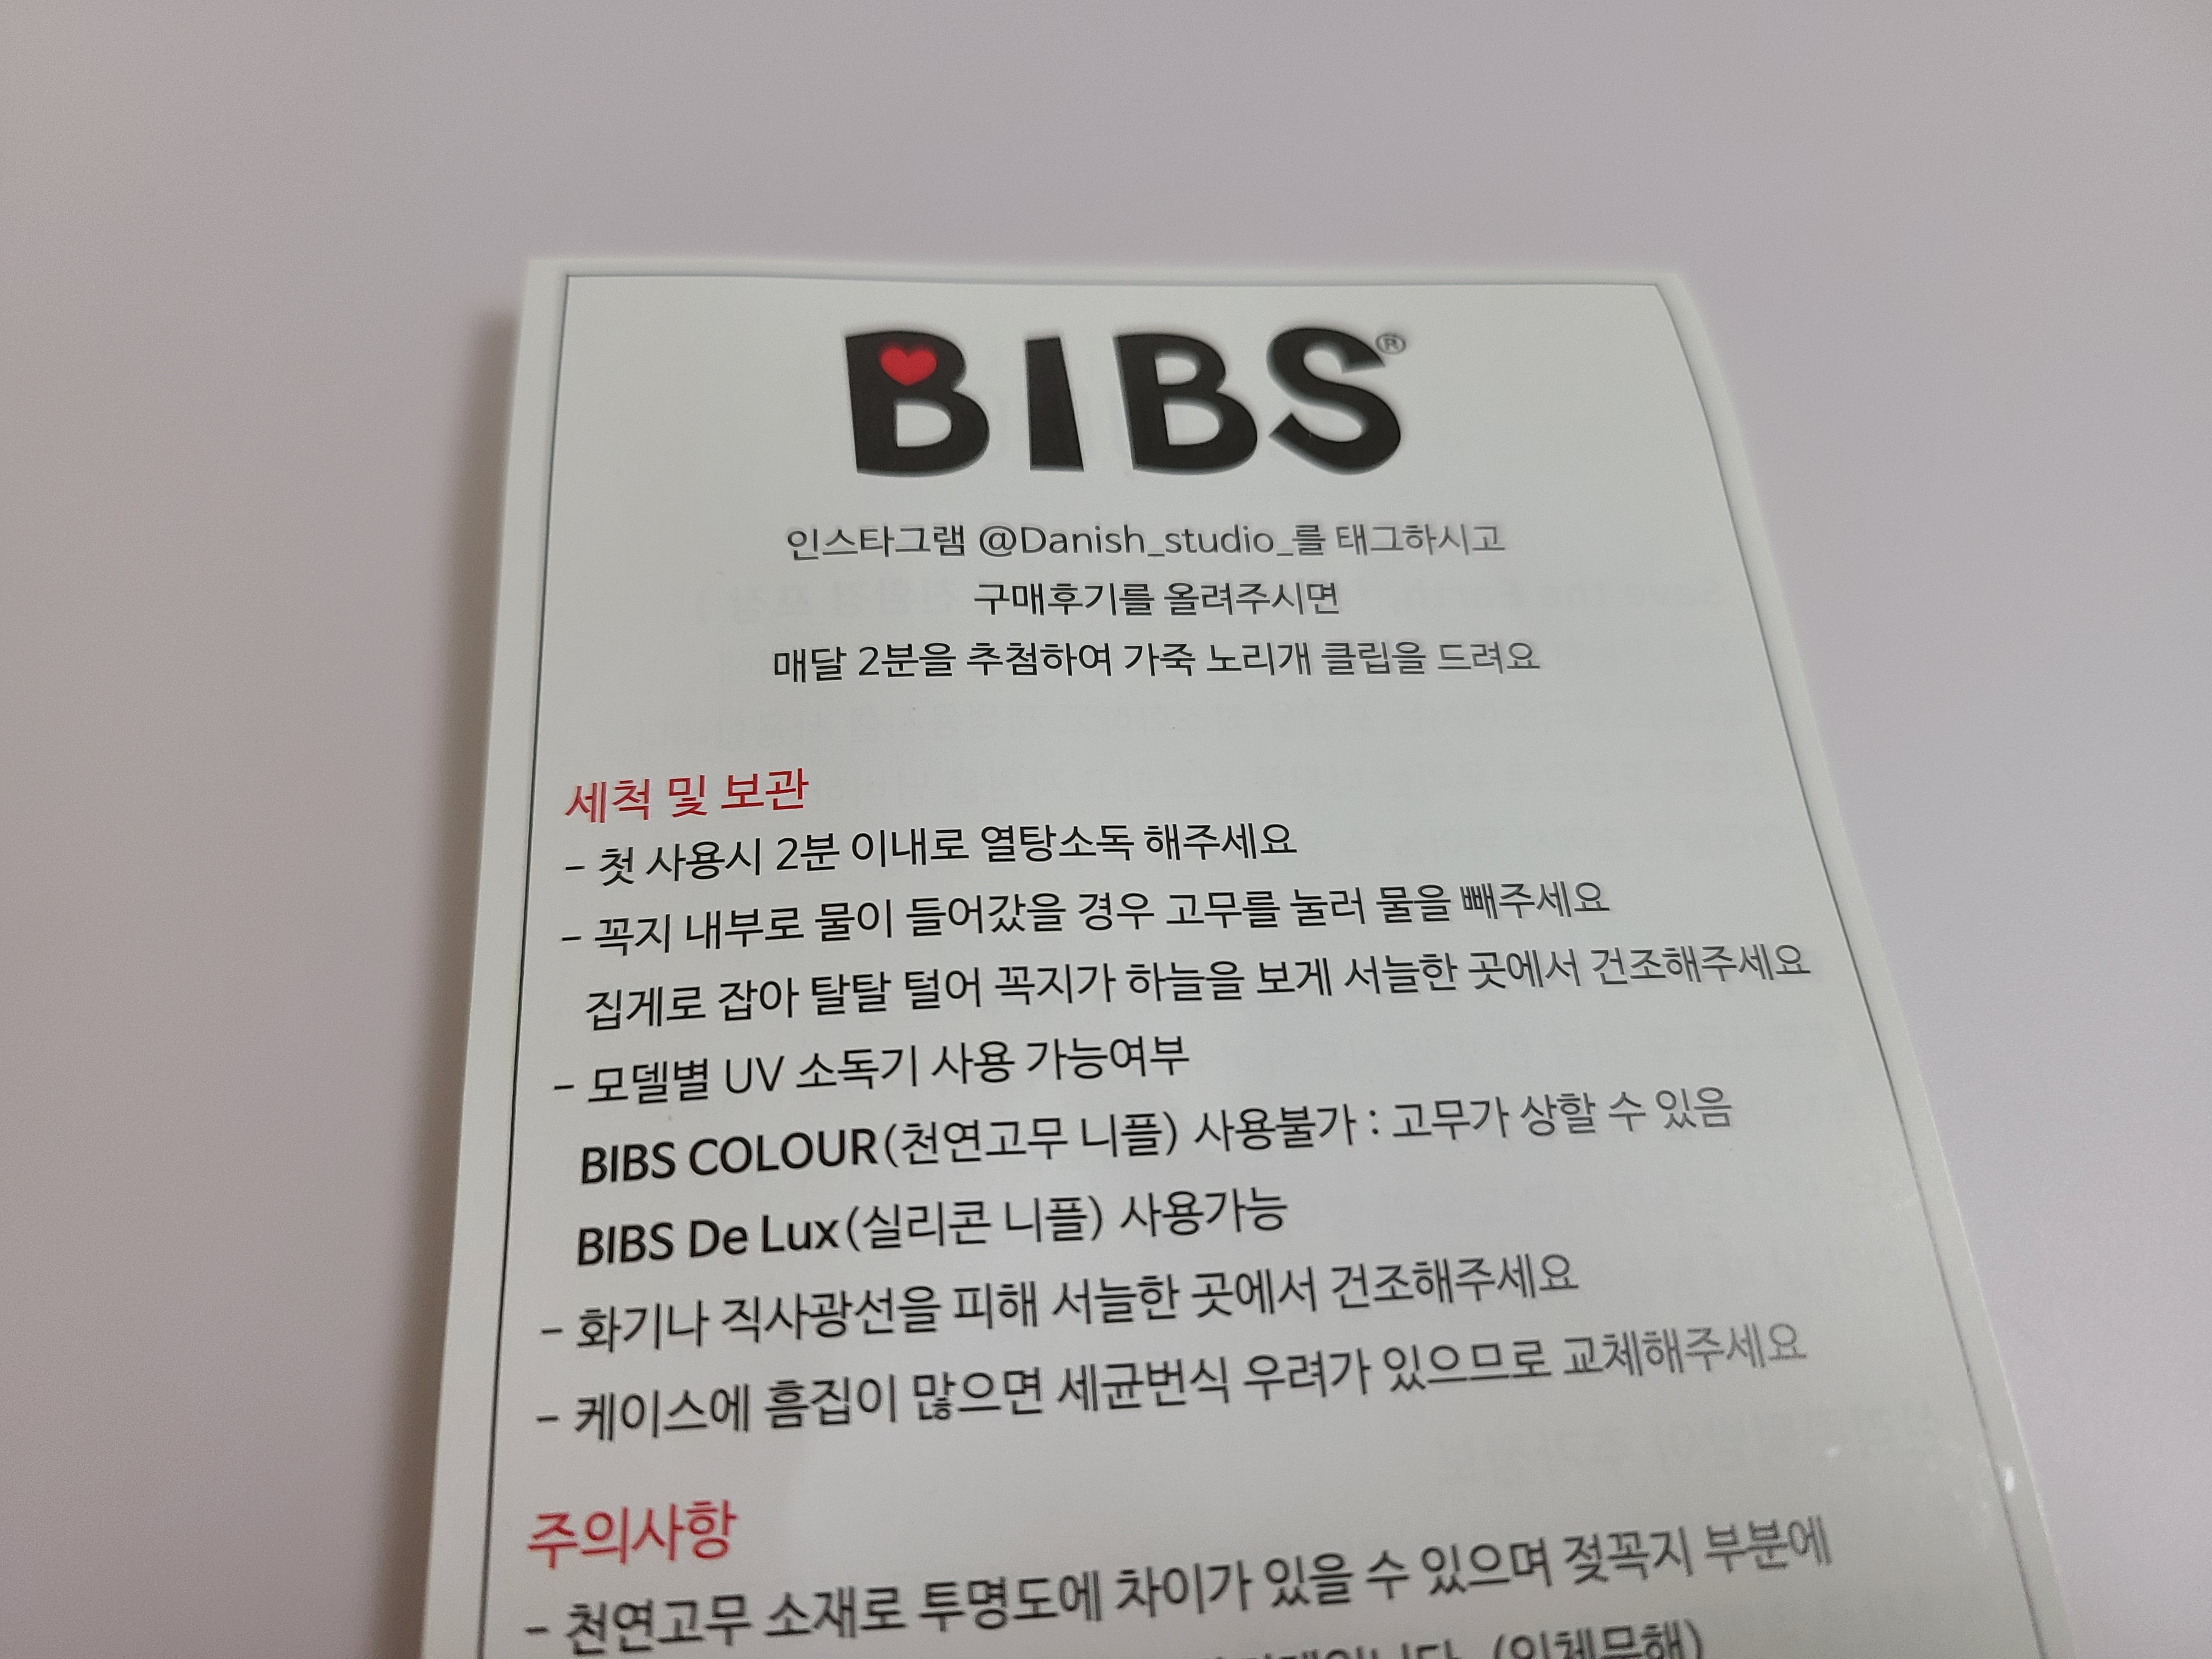 BIBS®
인스타그램 @Danish_studio_를 태그하시고
구매후기를 올려주시면
매달 2분을 추첨하여 가죽 노리개 클립을 드려요
세척 및 보관
- 첫 사용시 2분 이내로 열탕소독 해주세요
- 꼭지 내부로 물이 들어갔을 경우 고무를 눌러 물을 빼주세요
집게로 잡아 탈탈 털어 꼭지가 하늘을 보게 서늘한 곳에서 건조해주세요
- 모델별 UV 소독기 사용 가능여부
BIBS COLOUR(천연고무 니플) 사용불가 : 고무가 상할 수 있음
BIBS De Lux(실리콘 니플) 사용가능
- 화기나 직사광선을 피해 서늘한 곳에서 건조해주세요
- 케이스에 흠집이 많으면 세균번식 우려가 있으므로 교체해주세요
주의사항
- 천연고무 소재로 투명도에 차이가 있을 수 있으며 젖꼭지 부분에
(인체무해)